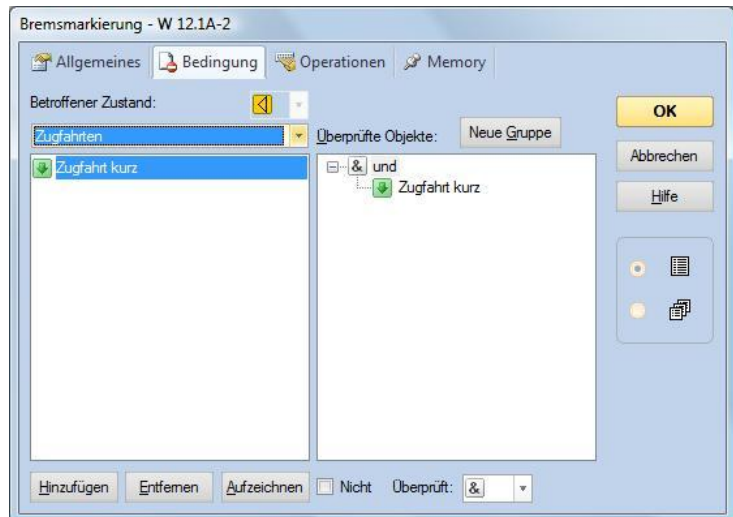 Bremsmarkierung - W 12.1A-2
Allgemeines Bedingung Operationen Memory
Betroffener Zustand:
OK
Zugfahrten Überprüfte Objekte: Neue Gruppe
Zugfahrt kurz & und Abbrechen
Zugfahrt kurz
Hilfe
Hinzufügen Entfernen Aufzeichnen Nicht Überprüft: &